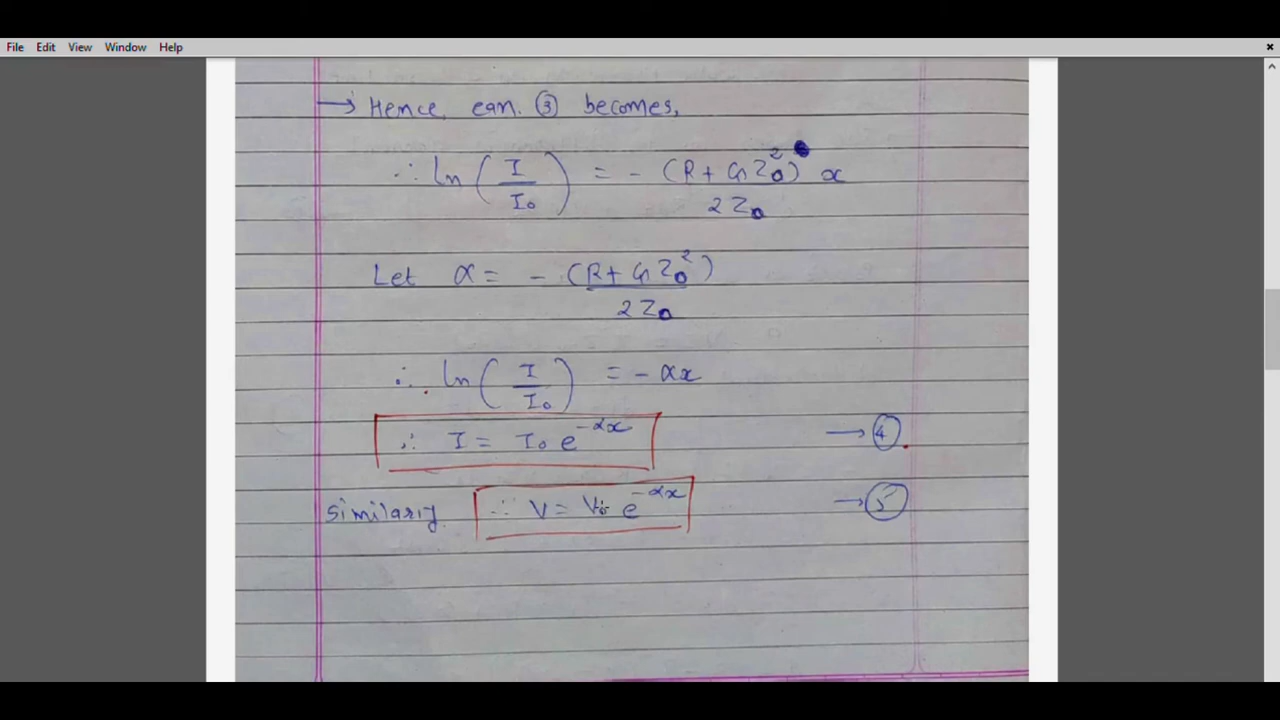 File Edit View Window Help ×
→ Hence eqn. ③ becomes,
∴ ln (I / I₀) = - (R + GZ₀²) x / 2Z₀
Let α = - (R + GZ₀²) / 2Z₀
∴ ln (I / I₀) = - αx
∴ I = I₀ e^-αx → ④
Similarly ∴ V = V₀ e^-αx → ⑤